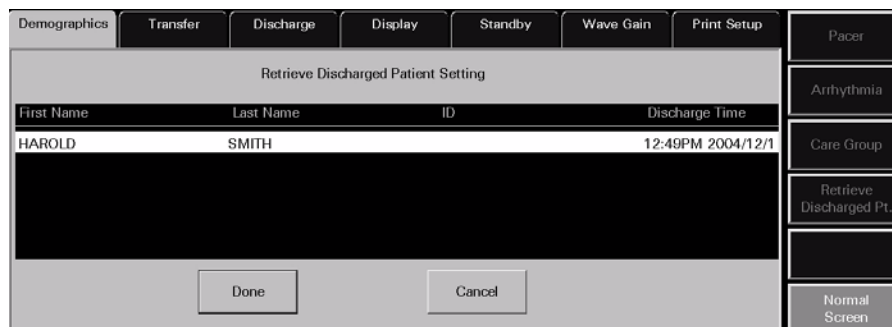 Demographics
Transfer
Discharge
Display
Standby
Wave Gain
Print Setup
Retrieve Discharged Patient Setting
First Name Last Name ID Discharge Time
HAROLD SMITH 12:49PM 2004/12/1
Done
Cancel
Pacer
Arrhythmia
Care Group
Retrieve
Discharged Pt.
Normal
Screen